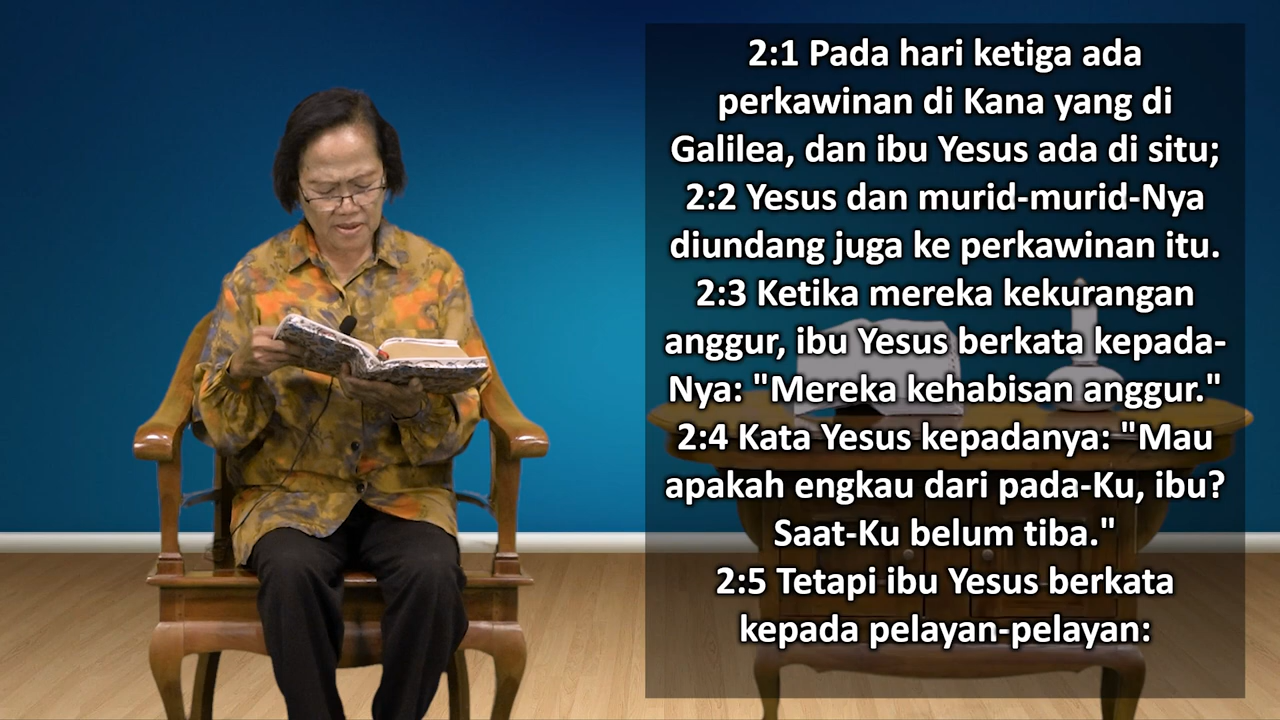 2:1 Pada hari ketiga ada
perkawinan di Kana yang di
Galilea, dan ibu Yesus ada di situ;
2:2 Yesus dan murid-murid-Nya
diundang juga ke perkawinan itu.
2:3 Ketika mereka kekurangan
anggur, ibu Yesus berkata kepada-
Nya: "Mereka kehabisan anggur."
2:4 Kata Yesus kepadanya: "Mau
apakah engkau dari pada-Ku, ibu?
Saat-Ku belum tiba."
2:5 Tetapi ibu Yesus berkata
kepada pelayan-pelayan: